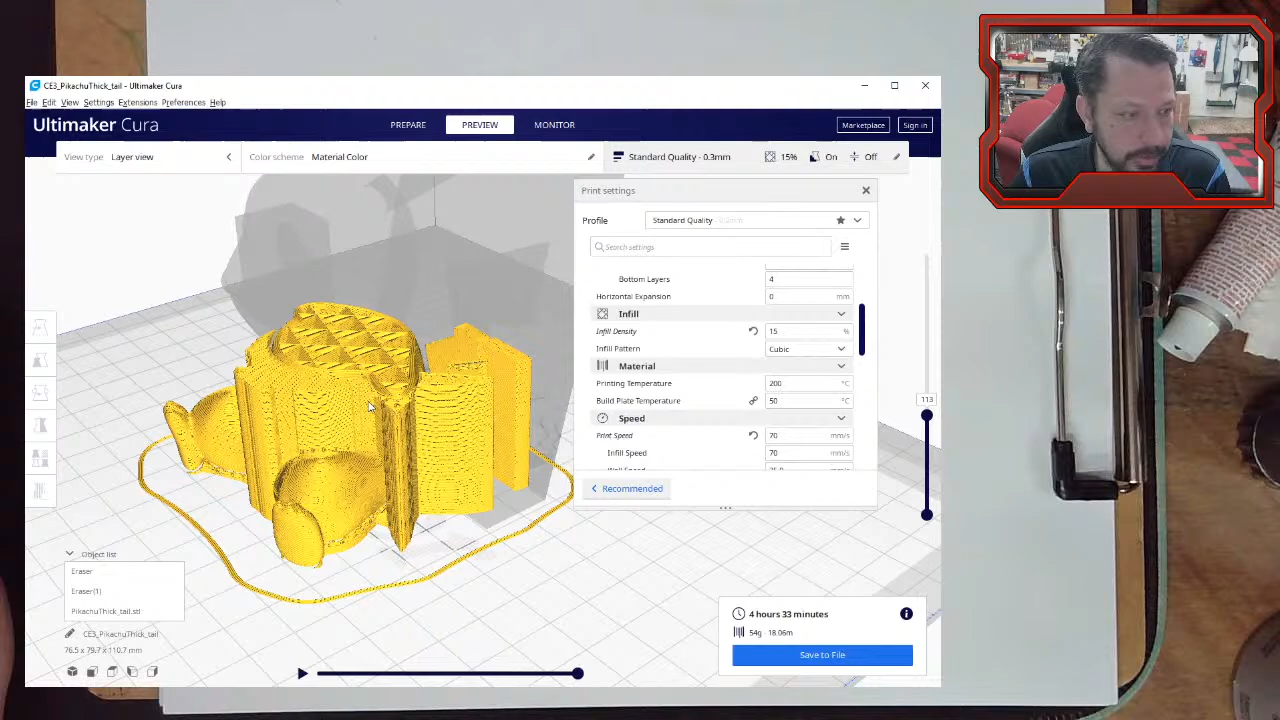 CE3_PikachuThick_tail - Ultimaker Cura
File Edit View Settings Extensions Preferences Help
Ultimaker Cura
PREPARE
PREVIEW
MONITOR
Marketplace
Sign in
View type Layer view
Color scheme Material Color
Standard Quality - 0.3mm
15%
On
Off
Print settings
Profile
Standard Quality
Search settings
Bottom Layers 4
Horizontal Expansion 0 mm
Infill
Infill Density 15 %
Infill Pattern Cubic
Material
Printing Temperature 200 °C
Build Plate Temperature 50 °C
Speed
Print Speed 70 mm/s
Infill Speed 70 mm/s
Recommended
113
Object list
Eraser
Eraser(1)
PikachuThick_tail.stl
CE3_PikachuThick_tail
76.5 x 79.7 x 110.7 mm
4 hours 33 minutes
54g · 18.06m
Save to File